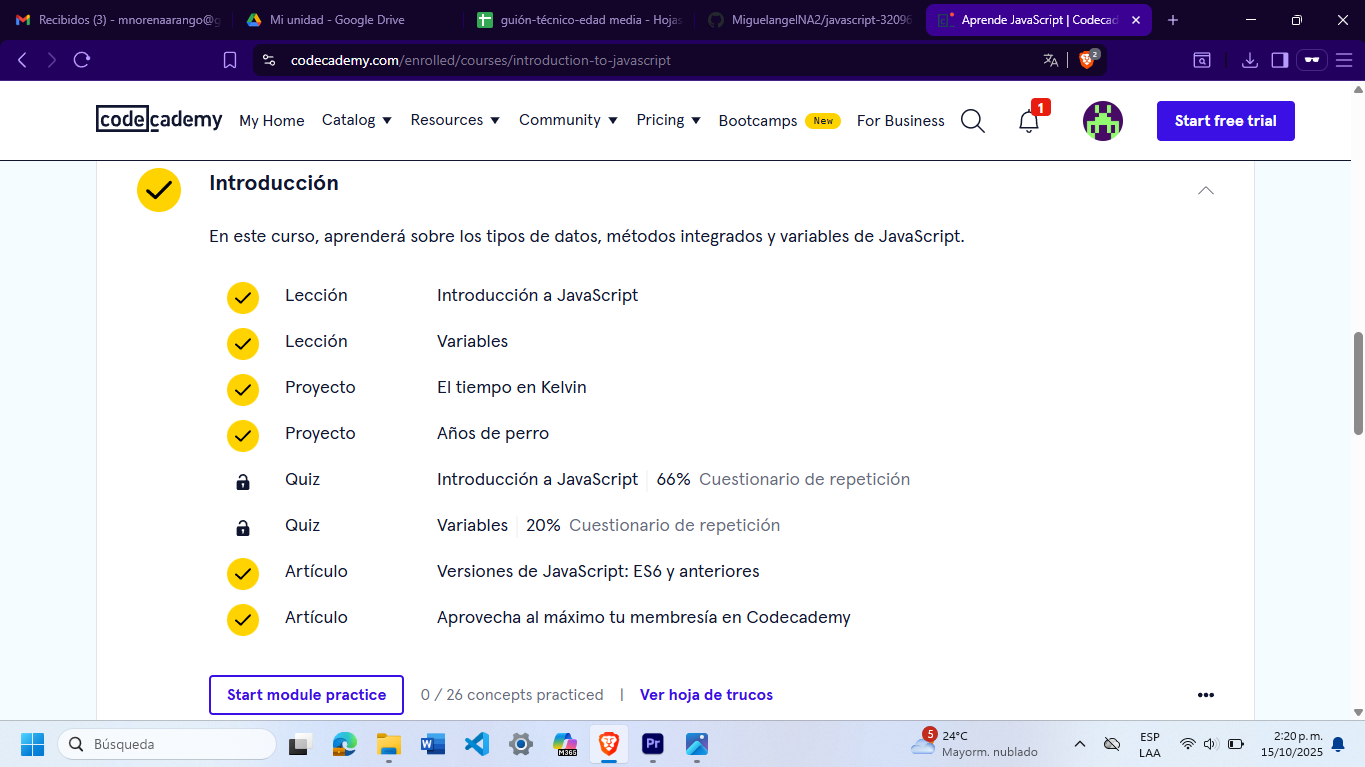 Recibidos (3) - mnorenaarango@g
Mi unidad - Google Drive
guión-técnico-edad media - Hojas
MiguelangelNA2/javascript-32096
Aprende JavaScript | Codecad
codecademy.com/enrolled/courses/introduction-to-javascript
2
codecademy
My Home
Catalog
Resources
Community
Pricing
Bootcamps New
For Business
1
Start free trial
Introducción
En este curso, aprenderá sobre los tipos de datos, métodos integrados y variables de JavaScript.
Lección Introducción a JavaScript
Lección Variables
Proyecto El tiempo en Kelvin
Proyecto Años de perro
Quiz Introducción a JavaScript 66% Cuestionario de repetición
Quiz Variables 20% Cuestionario de repetición
Artículo Versiones de JavaScript: ES6 y anteriores
Artículo Aprovecha al máximo tu membresía en Codecademy
Start module practice 0 / 26 concepts practiced | Ver hoja de trucos
Búsqueda
W
M365
Pr
5
24°C
Mayorm. nublado
ESP
LAA
2:20 p. m.
15/10/2025